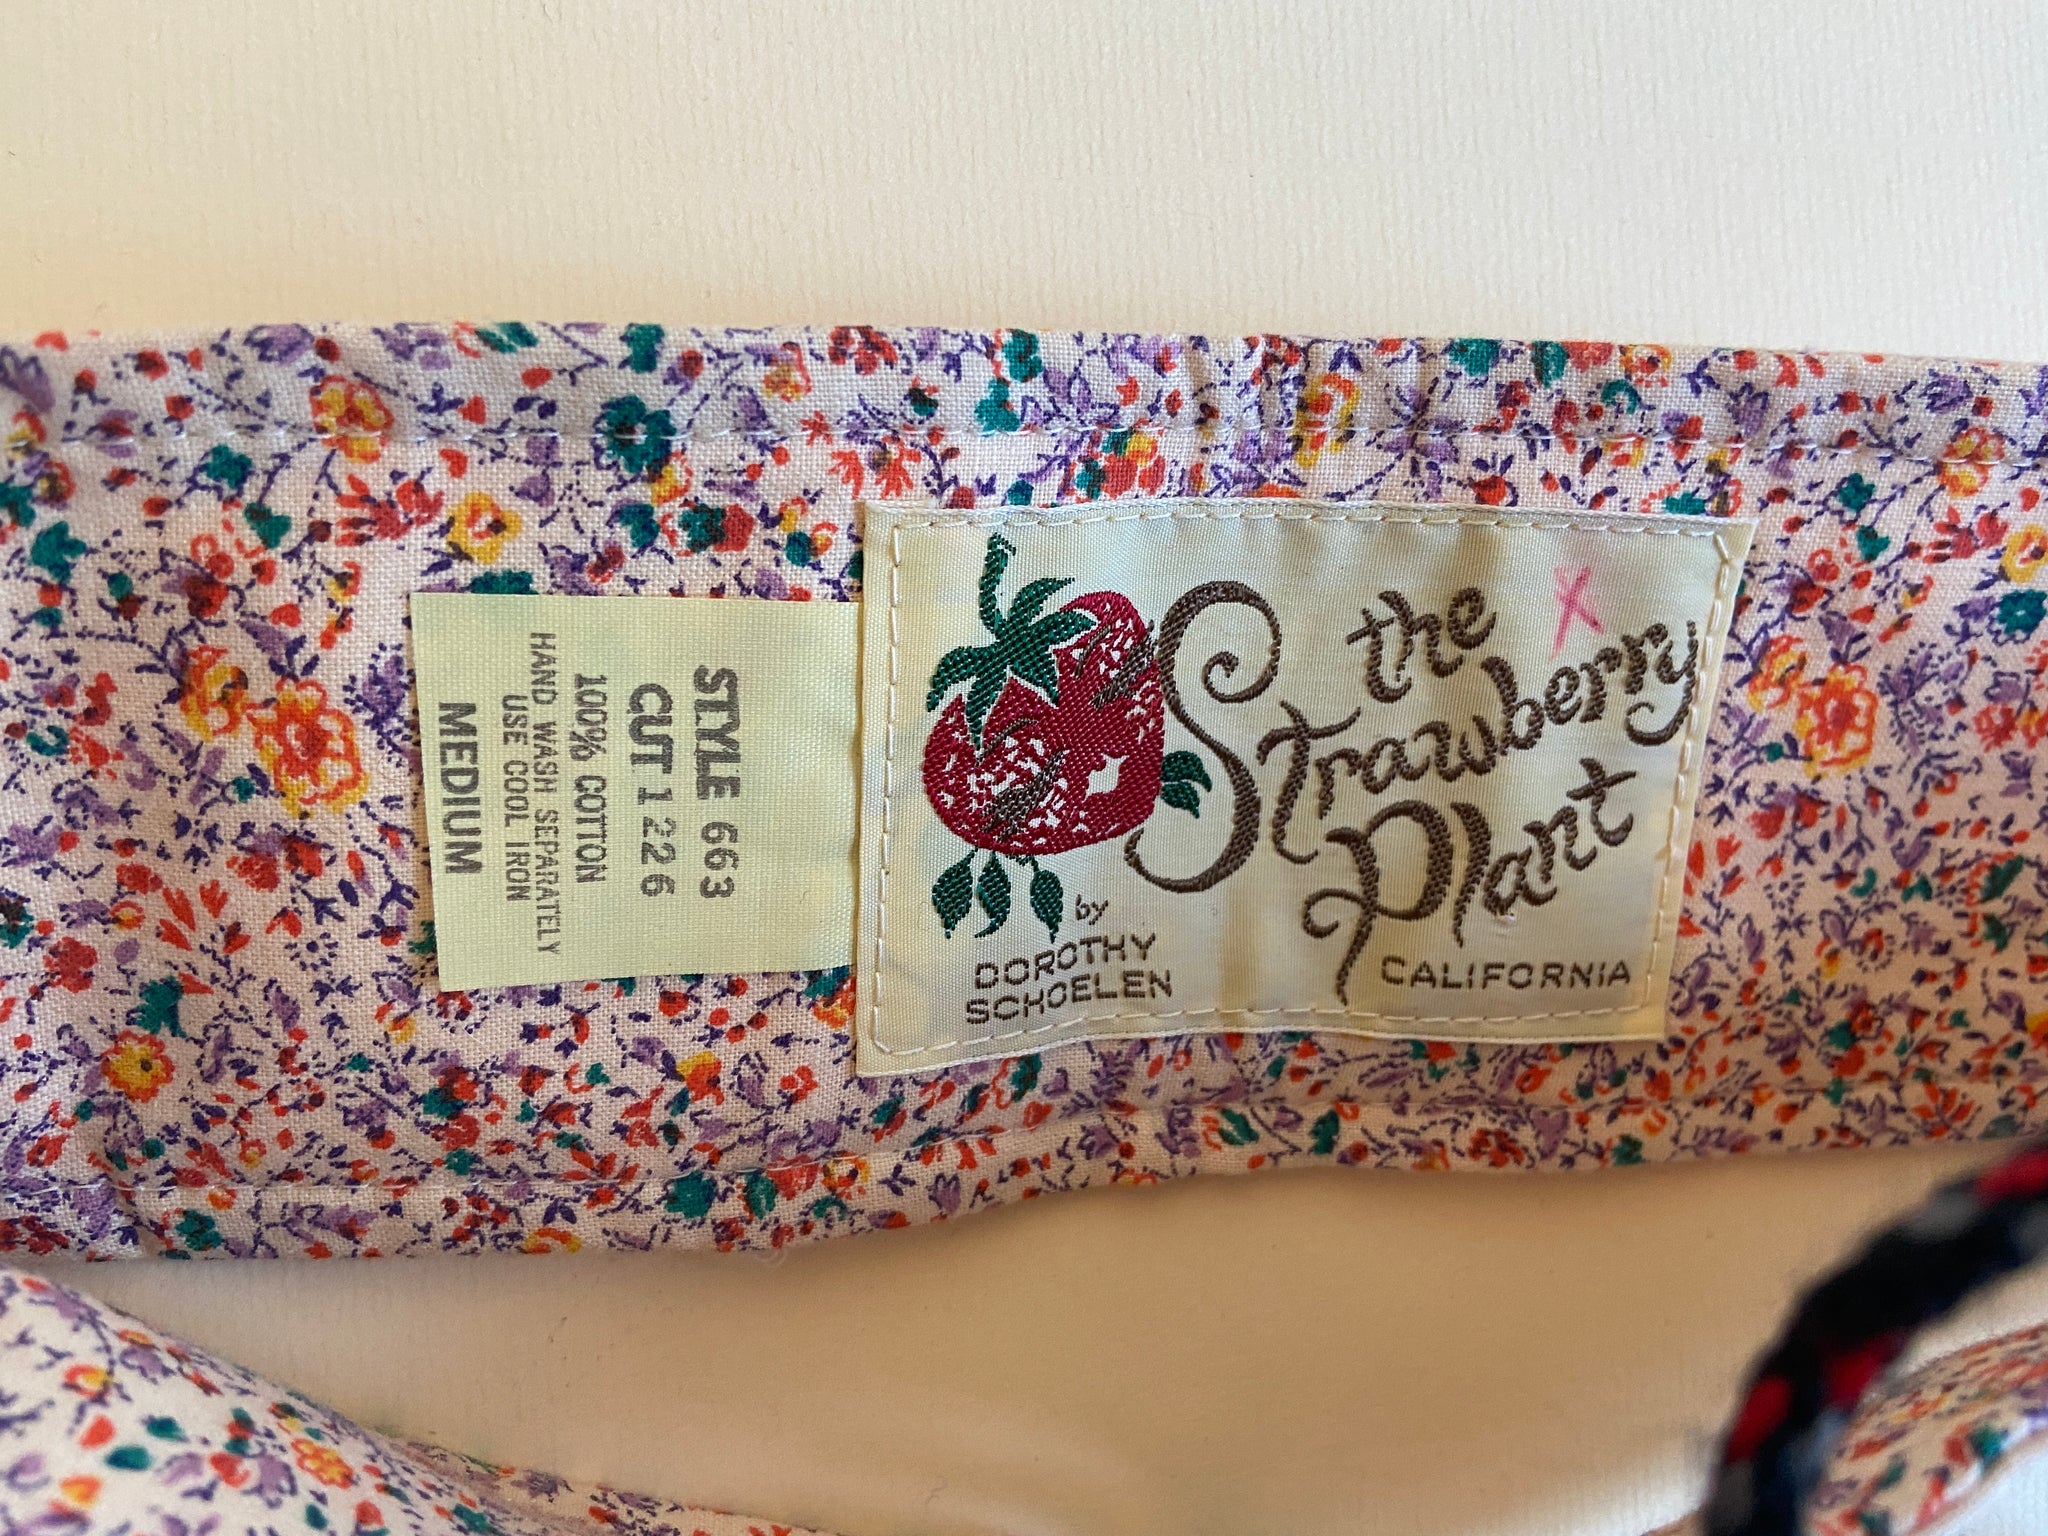 the
Strawberry
Plant
CALIFORNIA
by
DOROTHY
SCHOELEN
STYLE 663
CUT 1226
100% COTTON
HAND WASH SEPARATELY
USE COOL IRON
MEDIUM
X